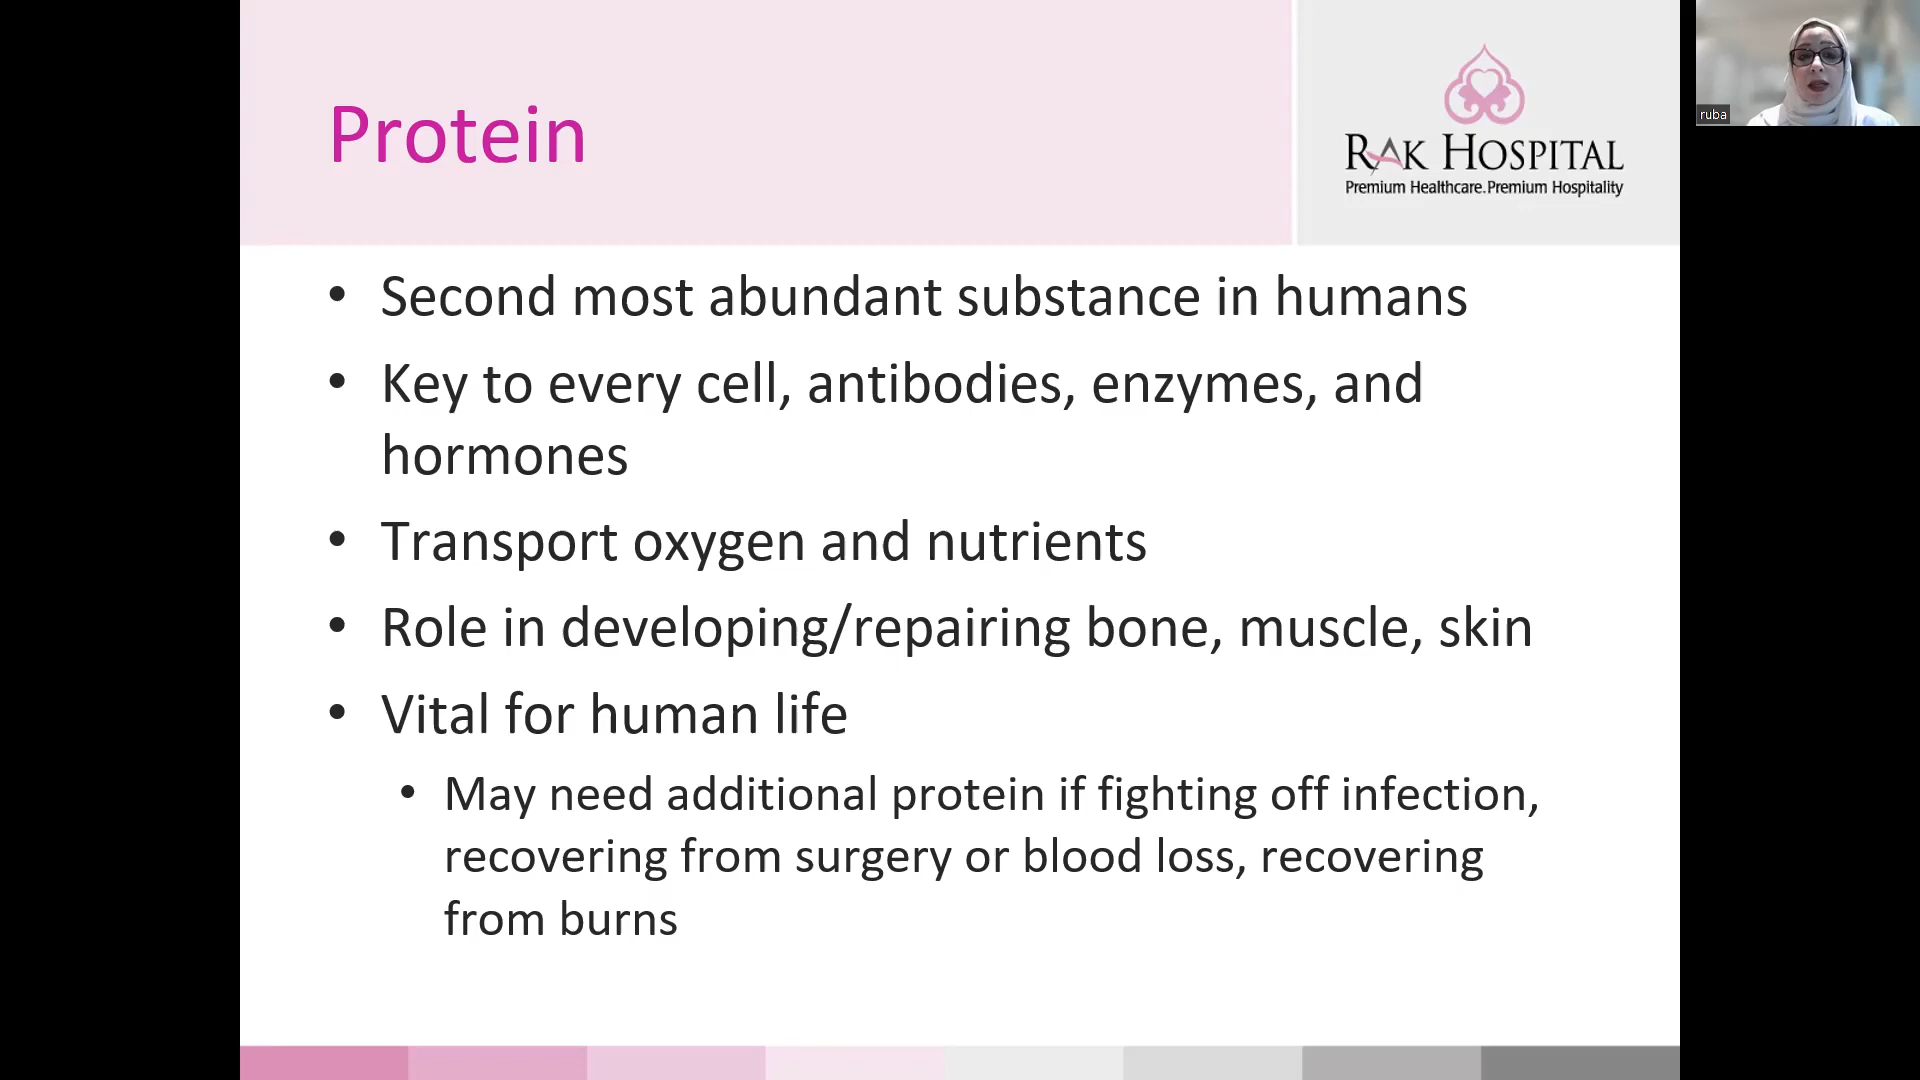 Protein
RAK HOSPITAL
Premium Healthcare.Premium Hospitality
ruba
• Second most abundant substance in humans
• Key to every cell, antibodies, enzymes, and
hormones
• Transport oxygen and nutrients
• Role in developing/repairing bone, muscle, skin
• Vital for human life
• May need additional protein if fighting off infection,
recovering from surgery or blood loss, recovering
from burns